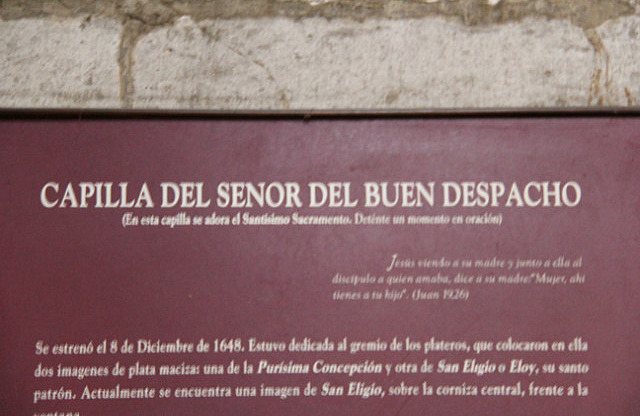 CAPILLA DEL SENOR DEL BUEN DESPACHO
(En esta capilla se adora el Santísimo Sacramento. Deténte un momento en oración)
Jesús viendo a su madre y junto a ella al
discípulo a quien amaba, dice a su madre:"Mujer, ahí
tienes a tu hijo". (Juan 19,26)
Se estrenó el 8 de Diciembre de 1648. Estuvo dedicada al gremio de los plateros, que colocaron en ella
dos imagenes de plata maciza: una de la Purísima Concepción y otra de San Eligio o Eloy, su santo
patrón. Actualmente se encuentra una imagen de San Eligio, sobre la corniza central, frente a la
ventana.